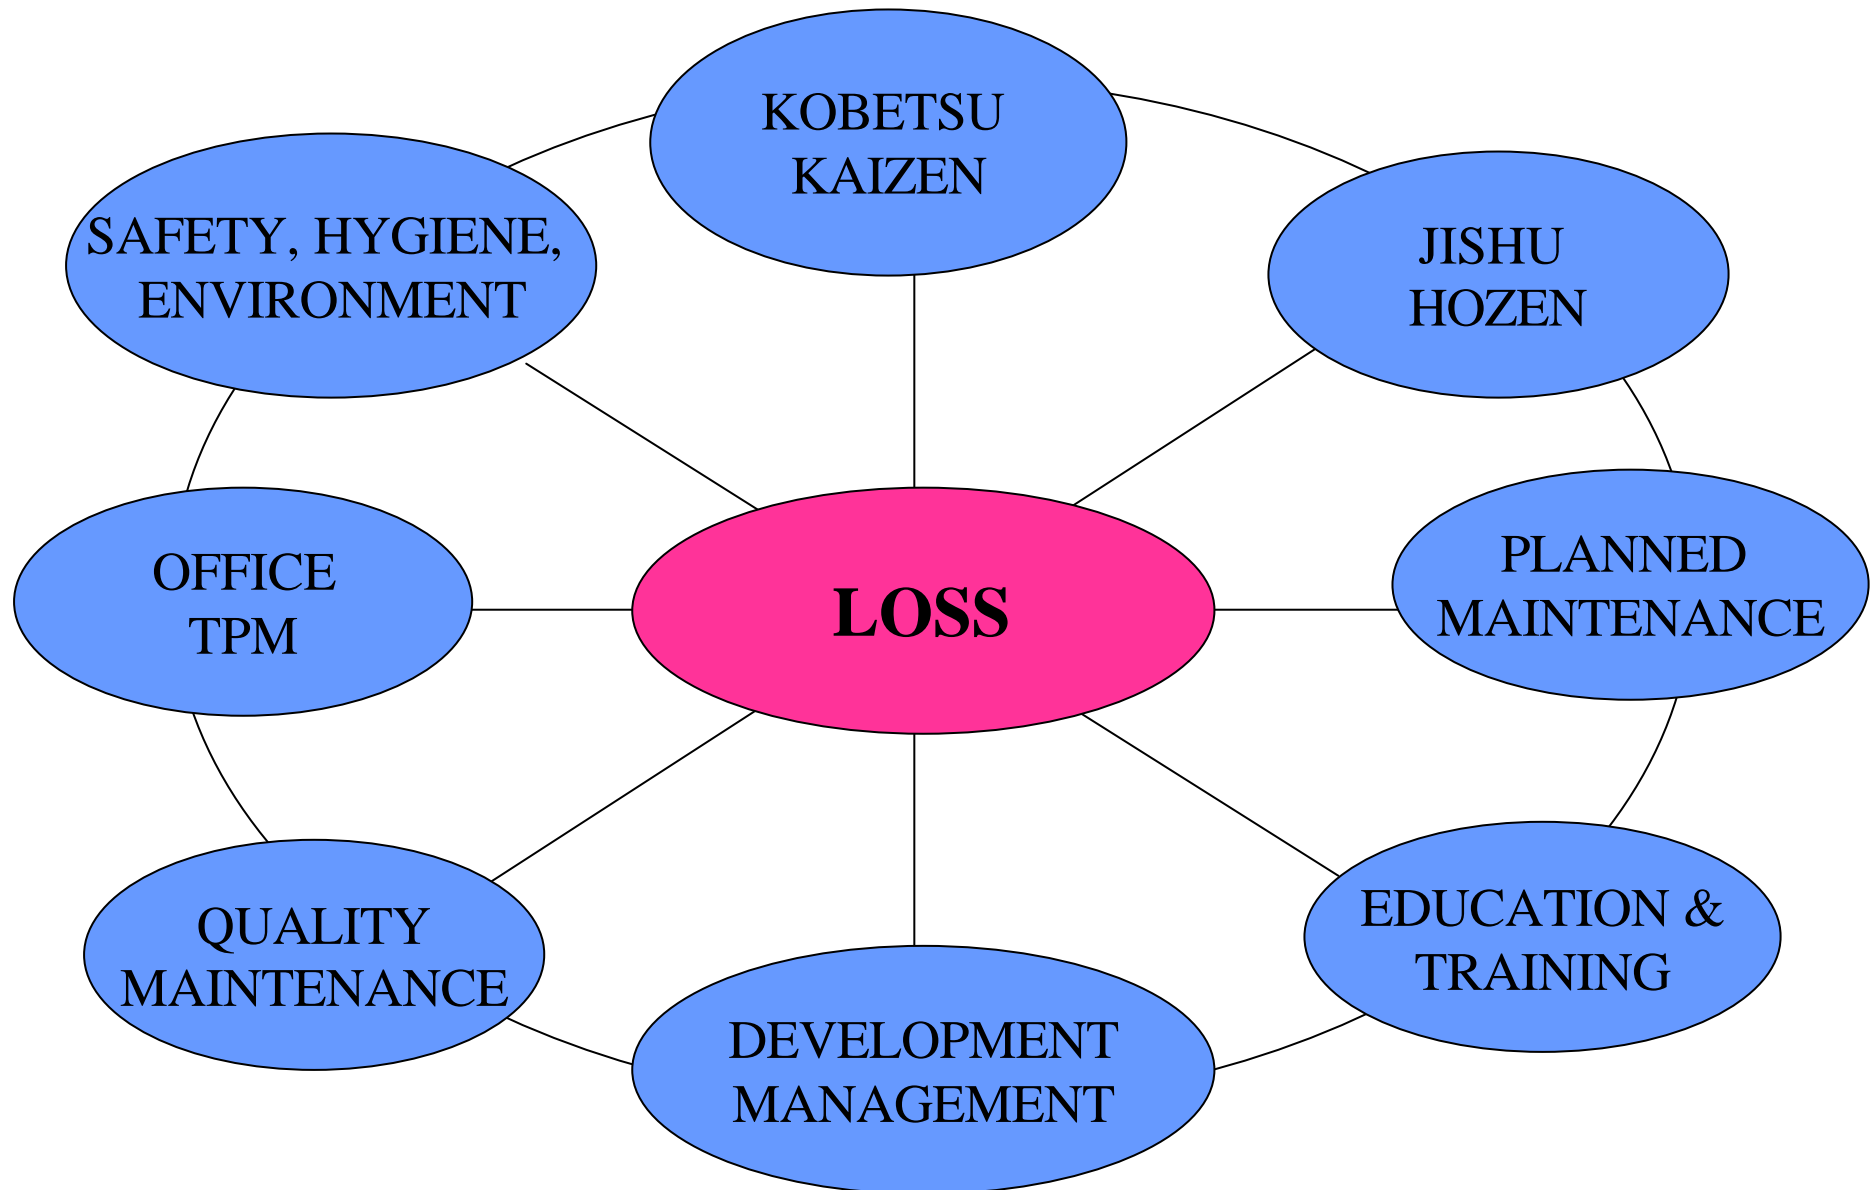 KOBETSU
KAIZEN
JISHU
HOZEN
PLANNED
MAINTENANCE
EDUCATION &
TRAINING
DEVELOPMENT
MANAGEMENT
QUALITY
MAINTENANCE
OFFICE
TPM
SAFETY, HYGIENE,
ENVIRONMENT
LOSS